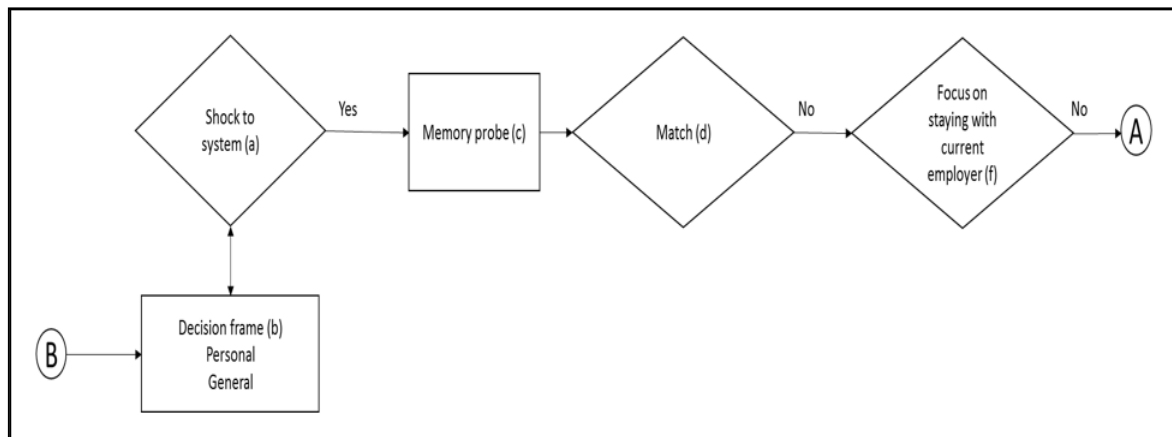 Shock to
system (a)
Yes
Memory probe (c)
Match (d)
No
Focus on
staying with
current
employer (f)
No
A
B
Decision frame (b)
Personal
General